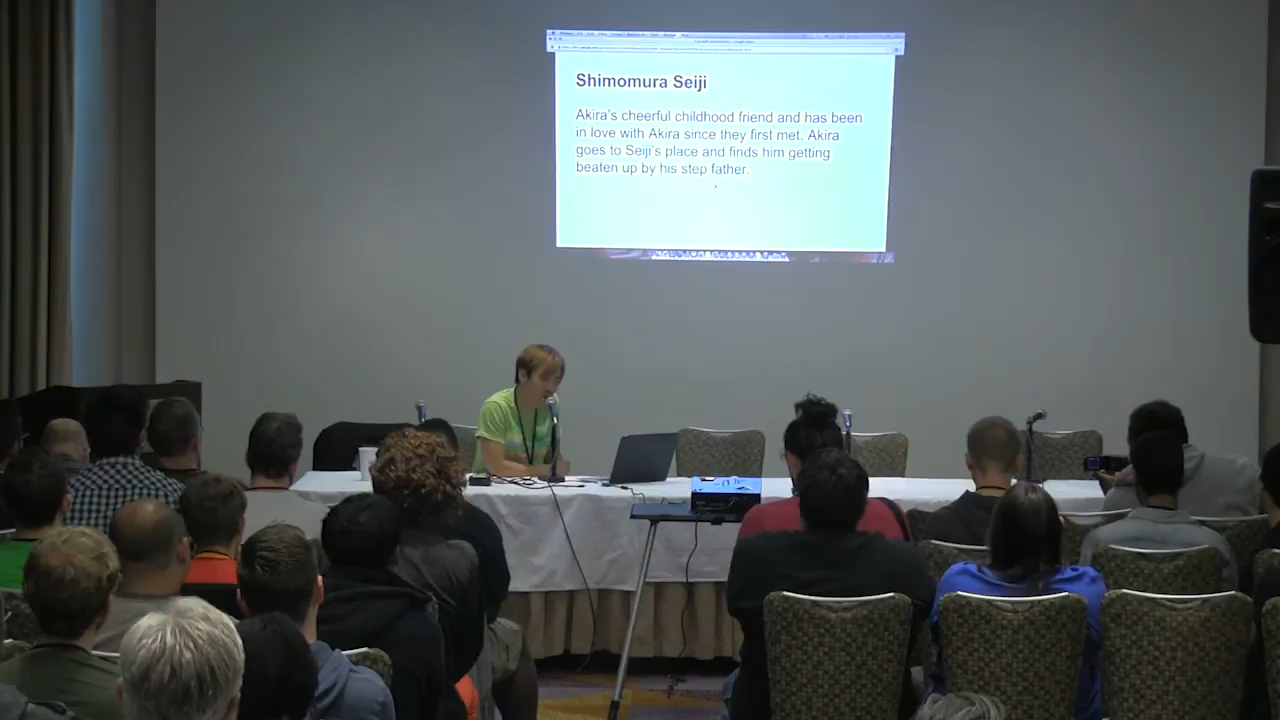 Shimomura Seiji
Akira's cheerful childhood friend and has been
in love with Akira since they first met. Akira
goes to Seiji's place and finds him getting
beaten up by his step father.